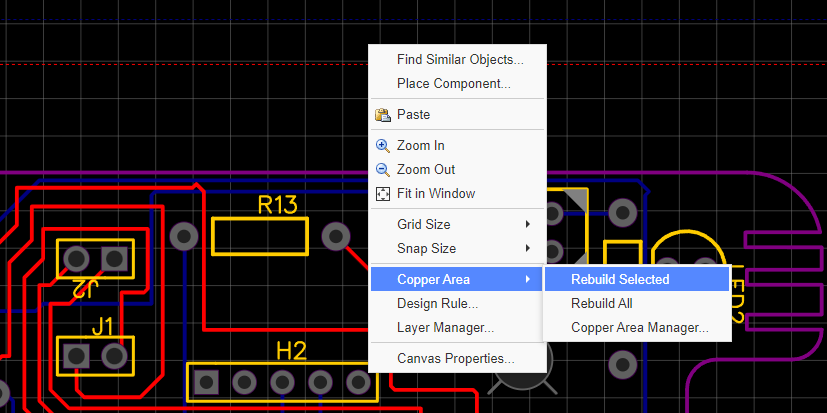 Find Similar Objects...
Place Component...
Paste
Zoom In
Zoom Out
Fit in Window
Grid Size
Snap Size
Copper Area
Design Rule...
Layer Manager...
Canvas Properties...
Rebuild Selected
Rebuild All
Copper Area Manager...
R13
J2
J1
H2
LED2